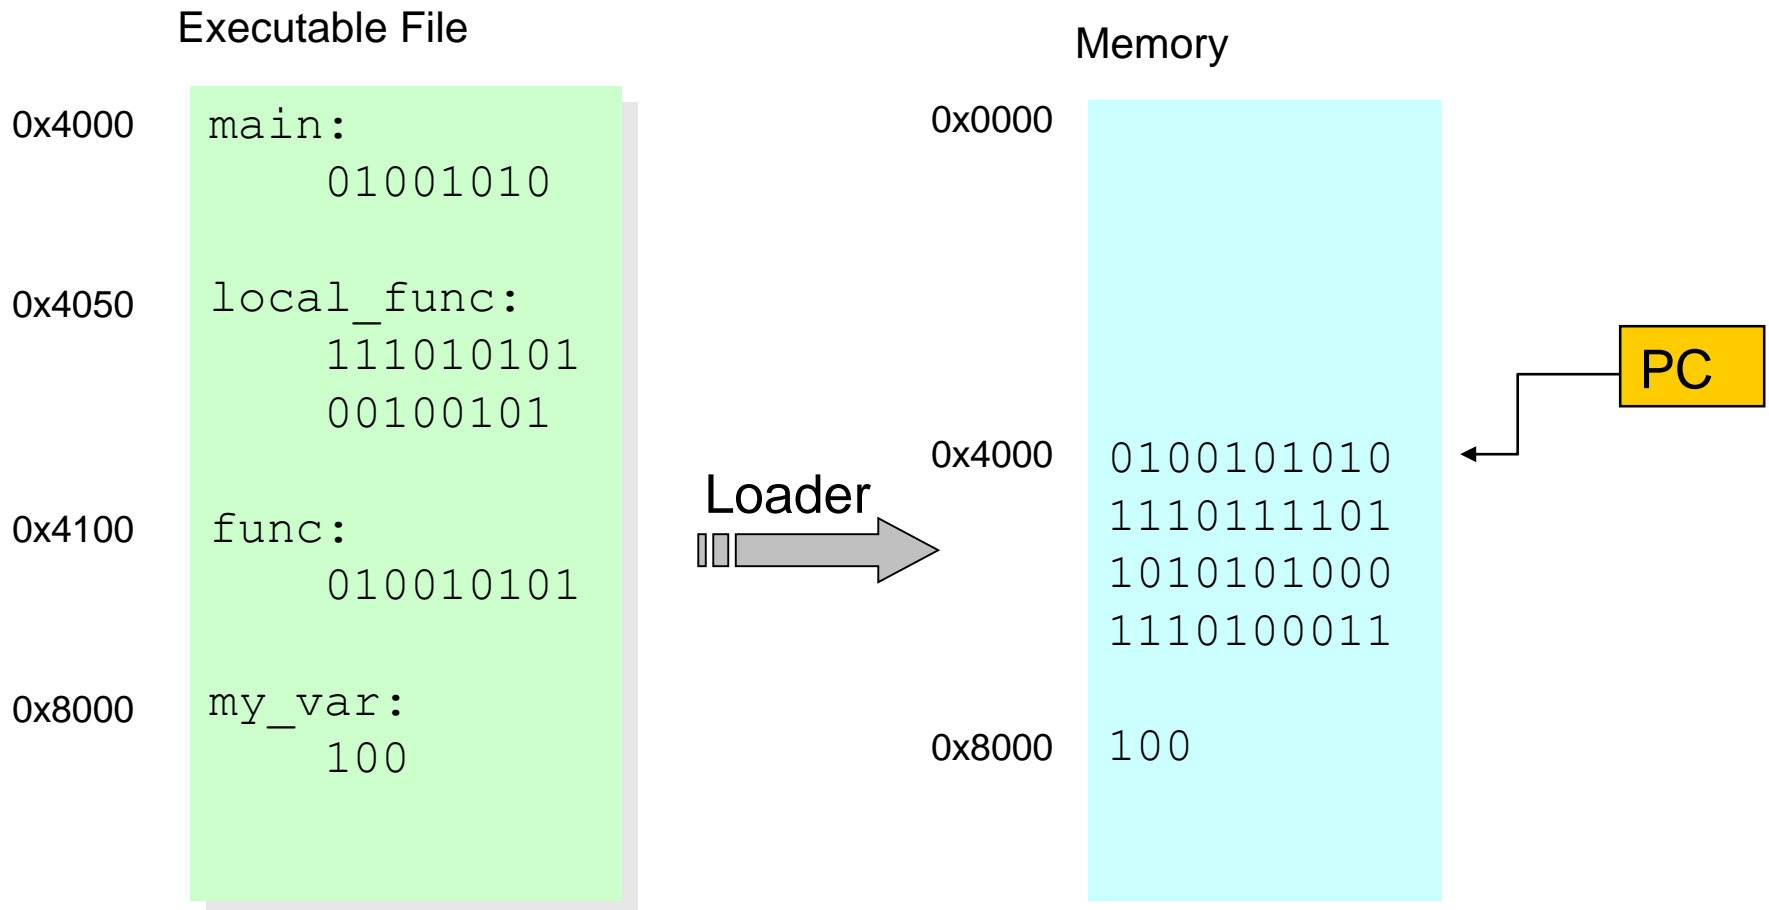 Executable File
0x4000 main:
01001010
0x4050 local_func:
111010101
00100101
0x4100 func:
010010101
0x8000 my_var:
100
Loader
Memory
0x0000
PC
0x4000 0100101010
1110111101
1010101000
1110100011
0x8000 100